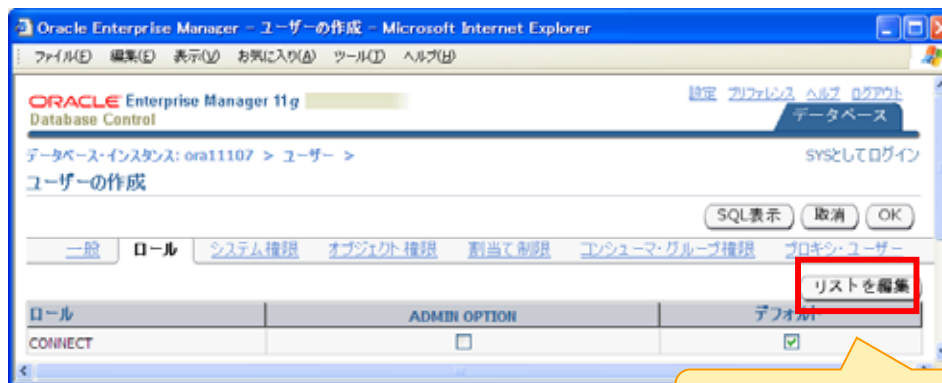 Oracle Enterprise Manager - ユーザーの作成 - Microsoft Internet Explorer
ファイル(F) 編集(E) 表示(V) お気に入り(A) ツール(T) ヘルプ(H)
ORACLE Enterprise Manager 11g
Database Control
設定 プリファレンス ヘルプ ログアウト
データベース
データベース・インスタンス: ora11107 > ユーザー >
SYSとしてログイン
ユーザーの作成
SQL表示 取消 OK
一般 ロール システム権限 オブジェクト権限 割当て制限 コンシューマ・グループ権限 プロキシ・ユーザー
リストを編集
ロール ADMIN OPTION デフォルト
CONNECT